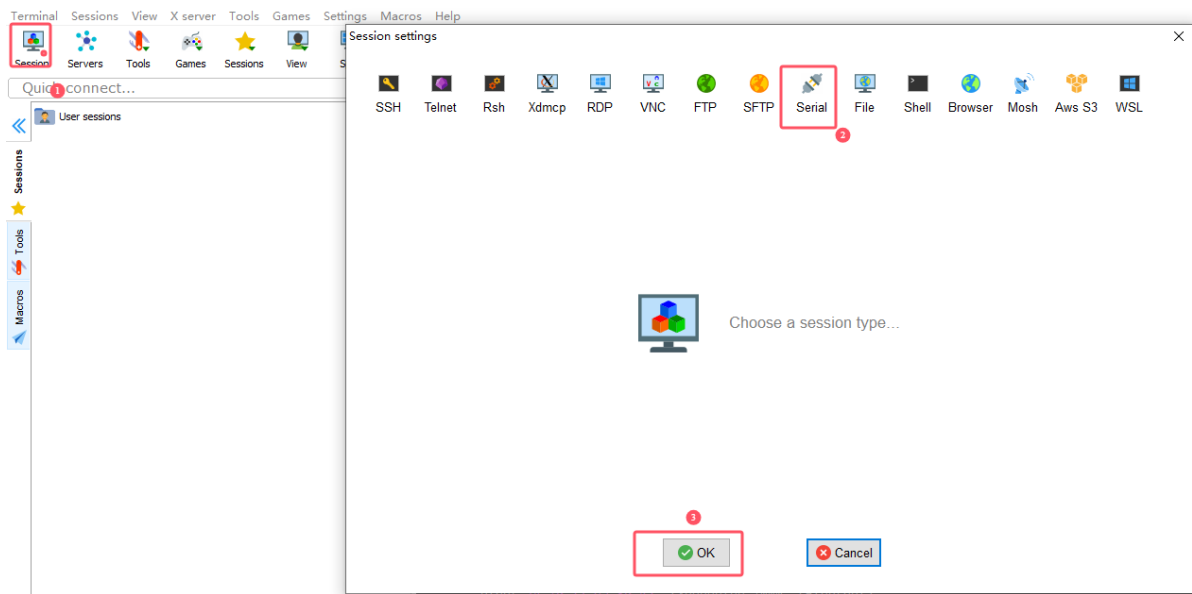 Terminal Sessions View X server Tools Games Settings Macros Help
Session settings
Session Servers Tools Games Sessions View
1
Quick connect...
User sessions
Sessions
Tools
Macros
SSH Telnet Rsh Xdmcp RDP VNC FTP SFTP Serial File Shell Browser Mosh Aws S3 WSL
2
Choose a session type...
3
OK Cancel